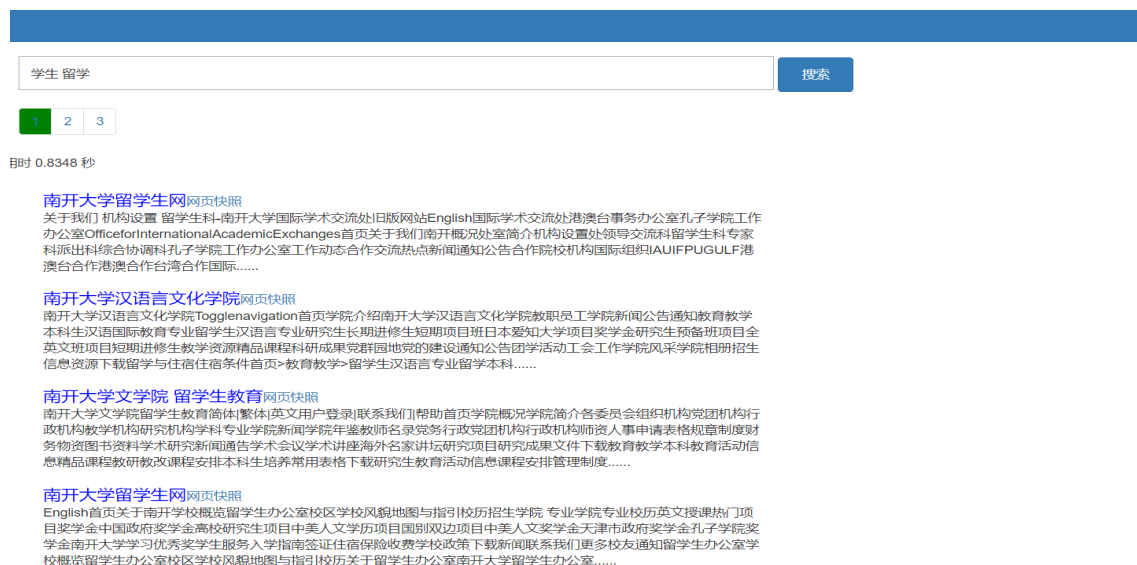 学生 留学
搜索
1 2 3
用时 0.8348 秒
南开大学留学生网网页快照
关于我们 机构设置 留学生科-南开大学国际学术交流处旧版网站English国际学术交流处港澳台事务办公室孔子学院工作
办公室OfficeforInternationalAcademicExchanges首页关于我们南开概况处室简介机构设置处领导交流科留学生科专家
科派出科综合协调科孔子学院工作办公室工作动态合作交流热点新闻通知公告合作院校机构国际组织IAUIFPUGULF港
澳台合作港澳合作台湾合作国际......
南开大学汉语言文化学院网页快照
南开大学汉语言文化学院Togglenavigation首页学院介绍南开大学汉语言文化学院教职员工学院新闻公告通知教育教学
本科生汉语国际教育专业留学生汉语言专业研究生长期进修生短期项目班日本爱知大学项目奖学金研究生预备班项目全
英文班项目短期进修生教学资源精品课程科研成果党群园地党的建设通知公告团学活动工会工作学院风采学院相册招生
信息资源下载留学与住宿住宿条件首页>教育教学>留学生汉语言专业留学本科......
南开大学文学院 留学生教育网页快照
南开大学文学院留学生教育简体|繁体|英文用户登录|联系我们|帮助首页学院概况学院简介各委员会组织机构党团机构行
政机构教学机构研究机构学科专业学院新闻学院年鉴教师名录党务行政党团机构行政机构师资人事申请表格规章制度财
务物资图书资料学术研究新闻通告学术会议学术讲座海外名家讲坛研究项目研究成果文件下载教育教学本科教育活动信
息精品课程教研教改课程安排本科生培养常用表格下载研究生教育活动信息课程安排管理制度......
南开大学留学生网网页快照
English首页关于南开学校概览留学生办公室校区学校风貌地图与指引校历招生学院 专业学院专业校历英文授课热门项
目奖学金中国政府奖学金高校研究生项目中美人文学历项目国别双边项目中美人文奖学金天津市政府奖学金孔子学院奖
学金南开大学学习优秀奖学生服务入学指南签证住宿保险收费学校政策下载新闻联系我们更多校友通知留学生办公室学
校概览留学生办公室校区学校风貌地图与指引校历关于留学生办公室南开大学留学生办公室......